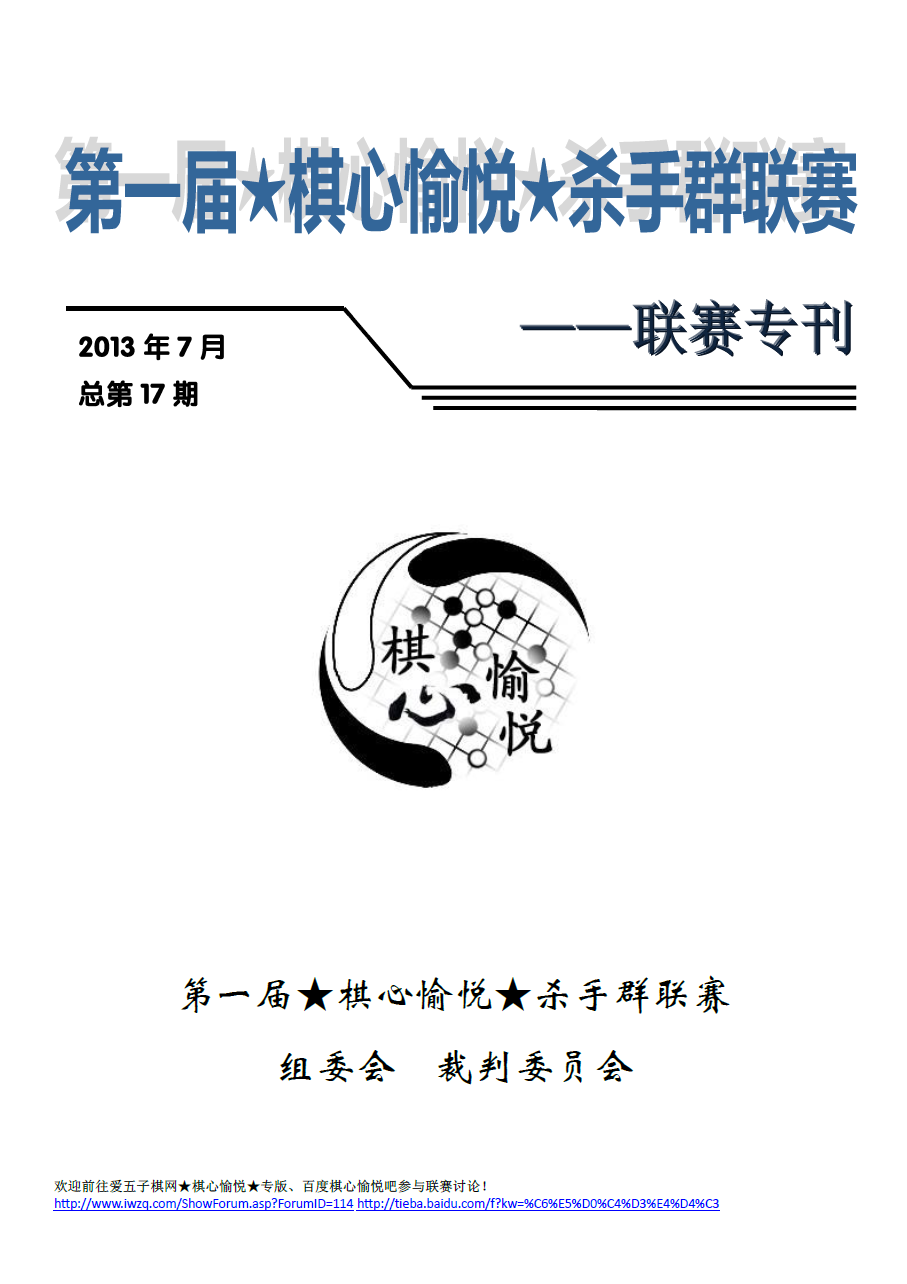 第一届★棋心愉悦★杀手群联赛
——联赛专刊
2013 年 7 月
总第 17 期
棋心愉悦
第一届★棋心愉悦★杀手群联赛
组委会 裁判委员会
欢迎前往爱五子棋网★棋心愉悦★专版、百度棋心愉悦吧参与联赛讨论！
http://www.iwzq.com/ShowForum.asp?ForumID=114 http://tieba.baidu.com/f?kw=%C6%E5%D0%C4%D3%E4%D4%C3